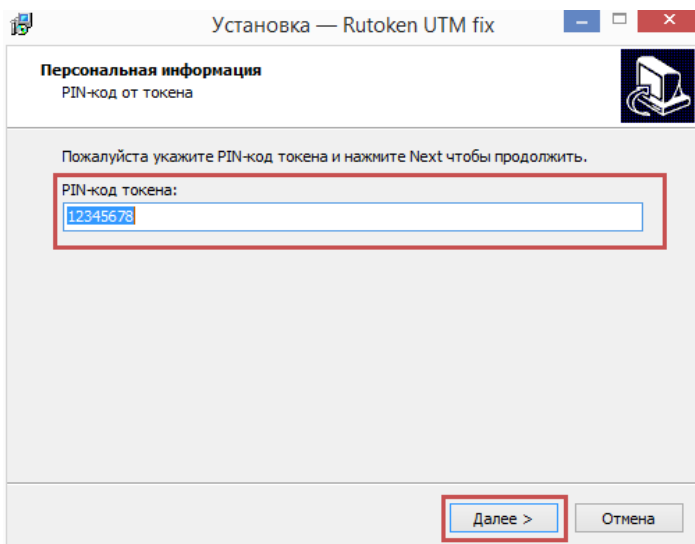 Установка — Rutoken UTM fix
Персональная информация
PIN-код от токена
Пожалуйста укажите PIN-код токена и нажмите Next чтобы продолжить.
PIN-код токена:
12345678
Далее >
Отмена